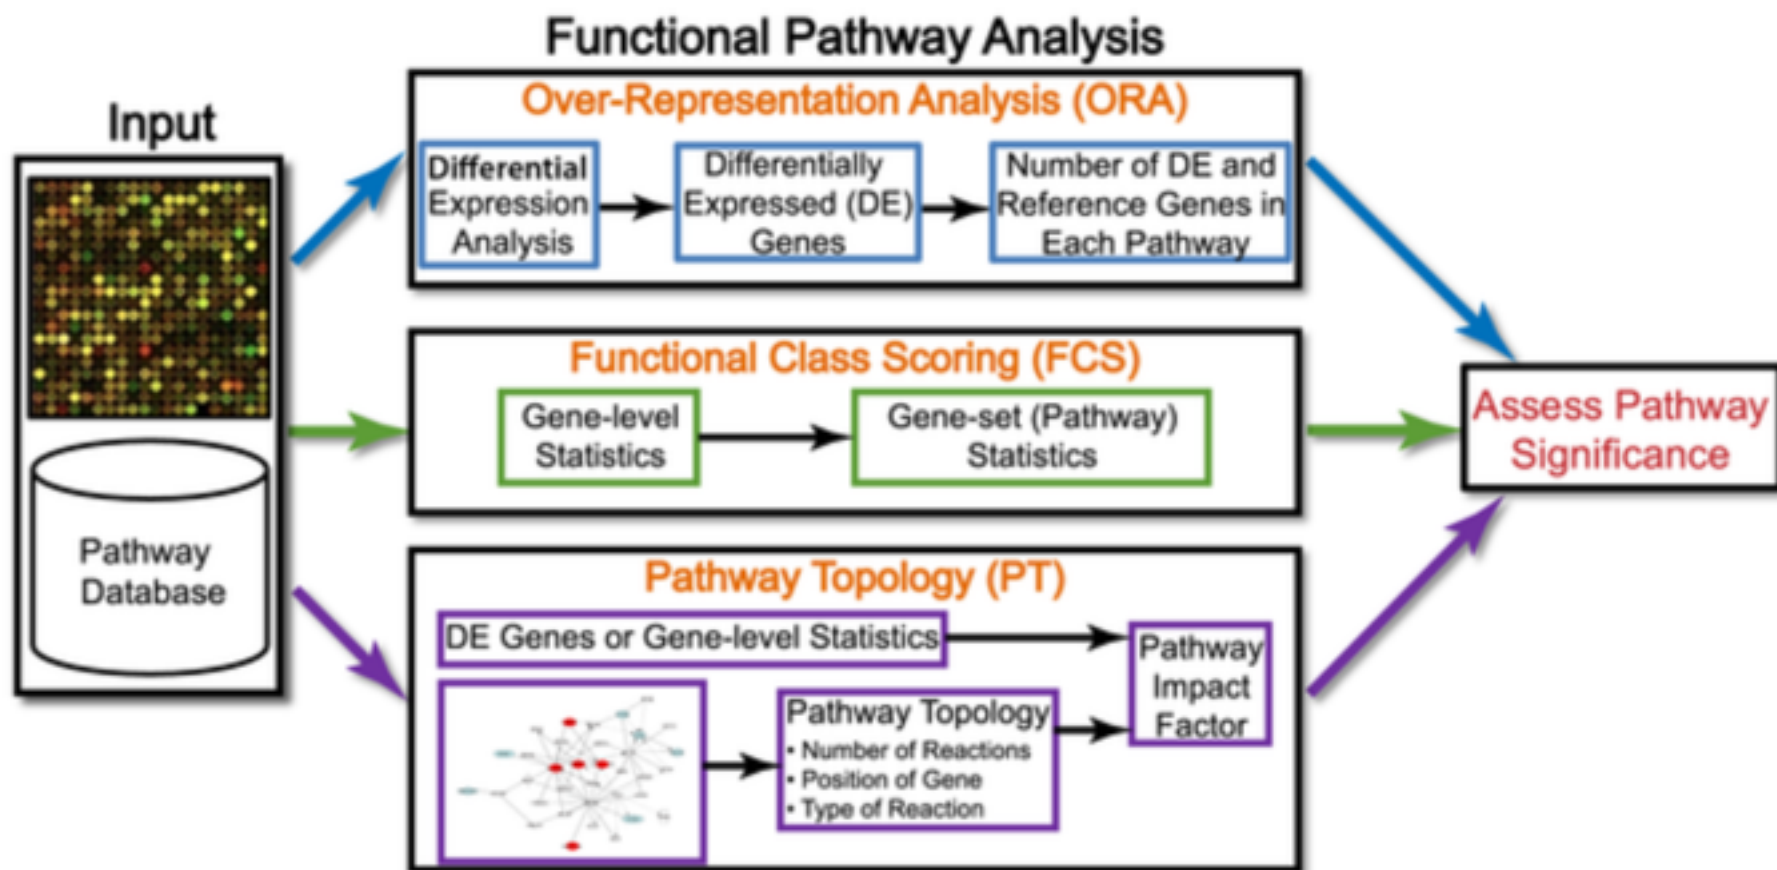 Functional Pathway Analysis
Input
Pathway
Database
Over-Representation Analysis (ORA)
Differential
Expression
Analysis
Differentially
Expressed (DE)
Genes
Number of DE and
Reference Genes in
Each Pathway
Functional Class Scoring (FCS)
Gene-level
Statistics
Gene-set (Pathway)
Statistics
Pathway Topology (PT)
DE Genes or Gene-level Statistics
Pathway Topology
• Number of Reactions
• Position of Gene
• Type of Reaction
Pathway
Impact
Factor
Assess Pathway
Significance